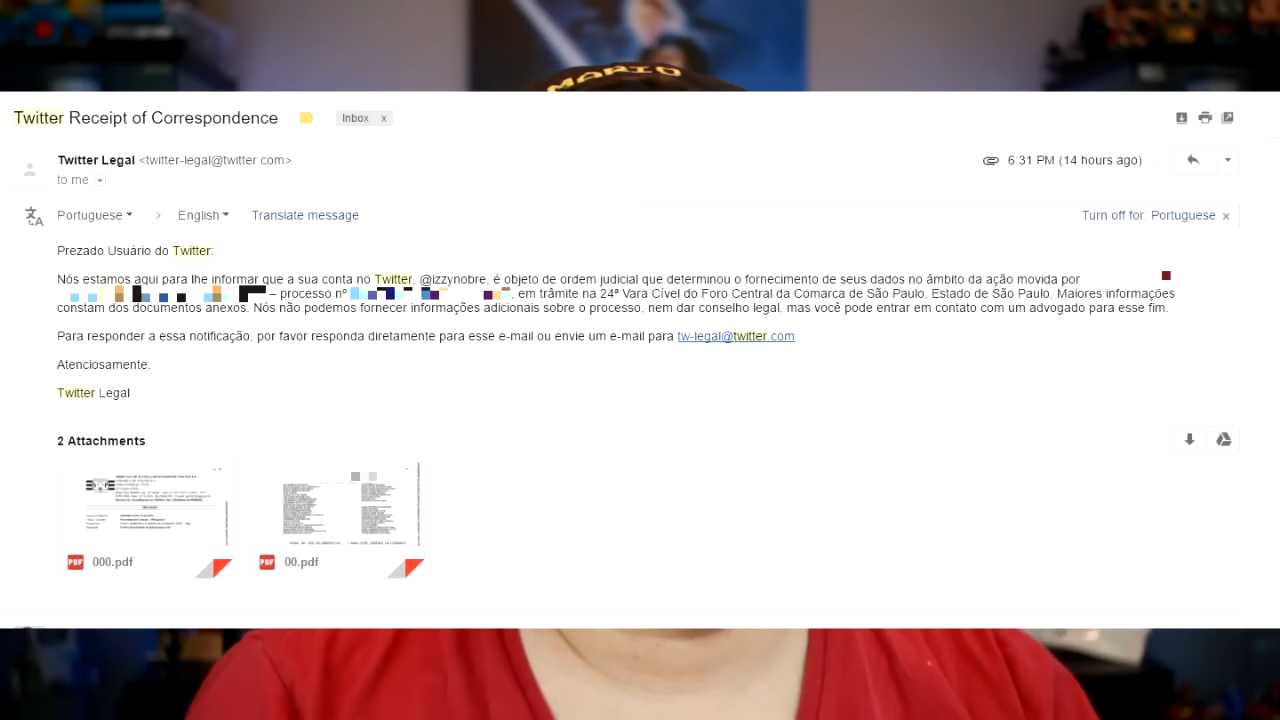 MARIO
Twitter Receipt of Correspondence
Inbox x
Twitter Legal <twitter-legal@twitter.com>
6:31 PM (14 hours ago)
to me
Portuguese > English Translate message
Turn off for: Portuguese x
Prezado Usuário do Twitter:
Nós estamos aqui para lhe informar que a sua conta no Twitter, @izzynobre, é objeto de ordem judicial que determinou o fornecimento de seus dados no âmbito da ação movida por
– processo nº , em trâmite na 24ª Vara Cível do Foro Central da Comarca de São Paulo, Estado de São Paulo. Maiores informações
constam dos documentos anexos. Nós não podemos fornecer informações adicionais sobre o processo, nem dar conselho legal, mas você pode entrar em contato com um advogado para esse fim.
Para responder a essa notificação, por favor responda diretamente para esse e-mail ou envie um e-mail para tw-legal@twitter.com
Atenciosamente,
Twitter Legal
2 Attachments
PDF 000.pdf
PDF 00.pdf